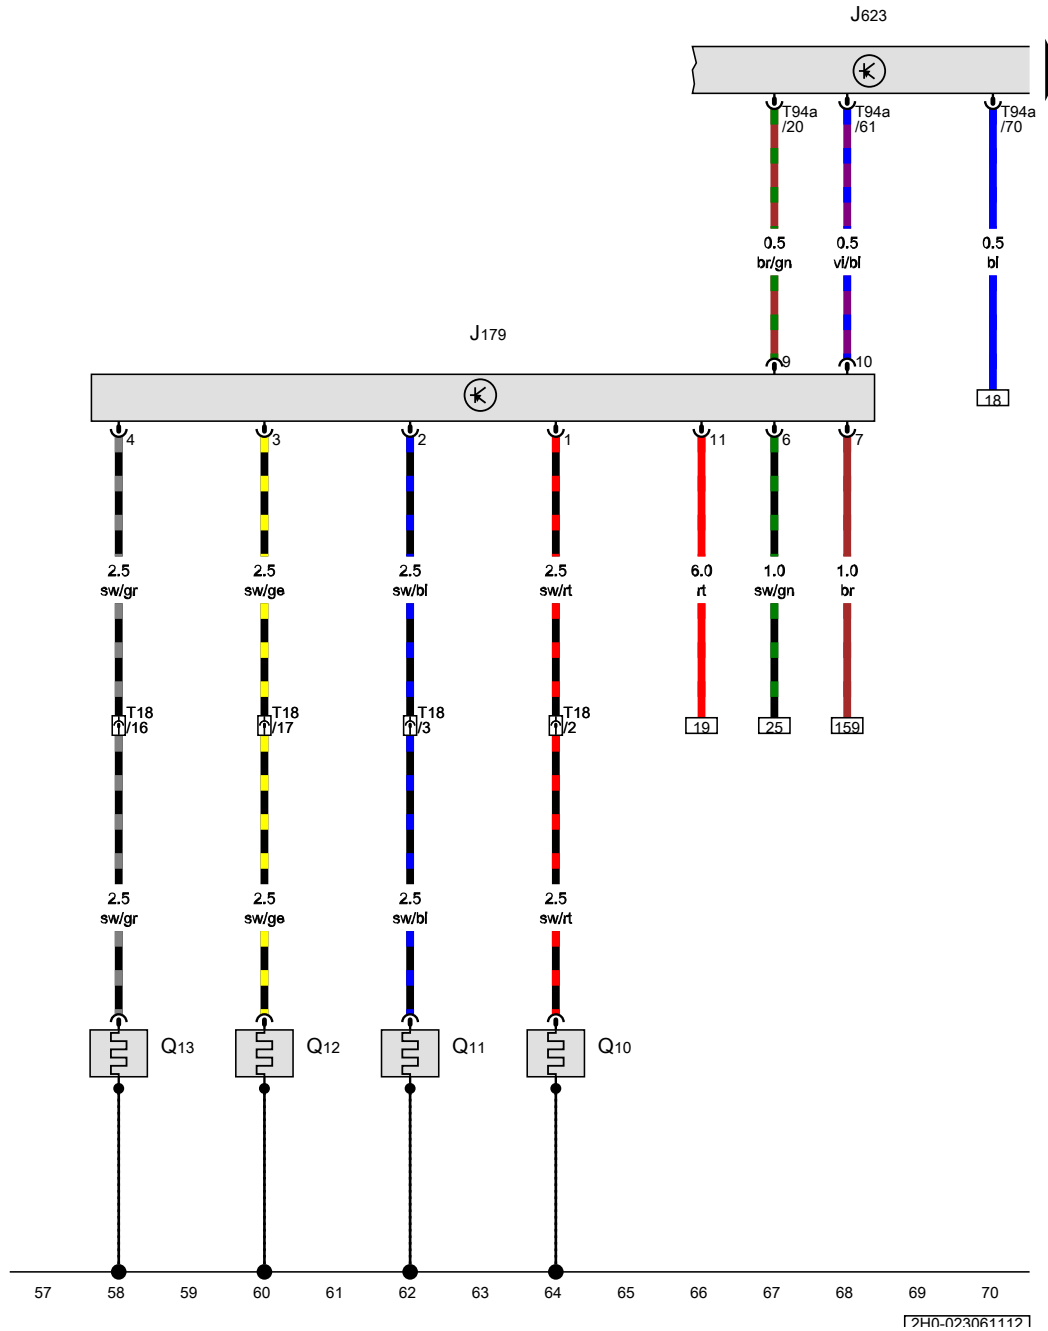 J623
T94a
/20
T94a
/61
T94a
/70
0.5
br/gn
0.5
vi/bl
0.5
bl
J179
9
10
18
4
3
2
1
11
6
7
2.5
sw/gr
2.5
sw/ge
2.5
sw/bl
2.5
sw/rt
6.0
rt
1.0
sw/gn
1.0
br
T18
/16
T18
/17
T18
/3
T18
/2
19
25
159
2.5
sw/gr
2.5
sw/ge
2.5
sw/bl
2.5
sw/rt
Q13
Q12
Q11
Q10
57 58 59 60 61 62 63 64 65 66 67 68 69 70
2H0-023061112